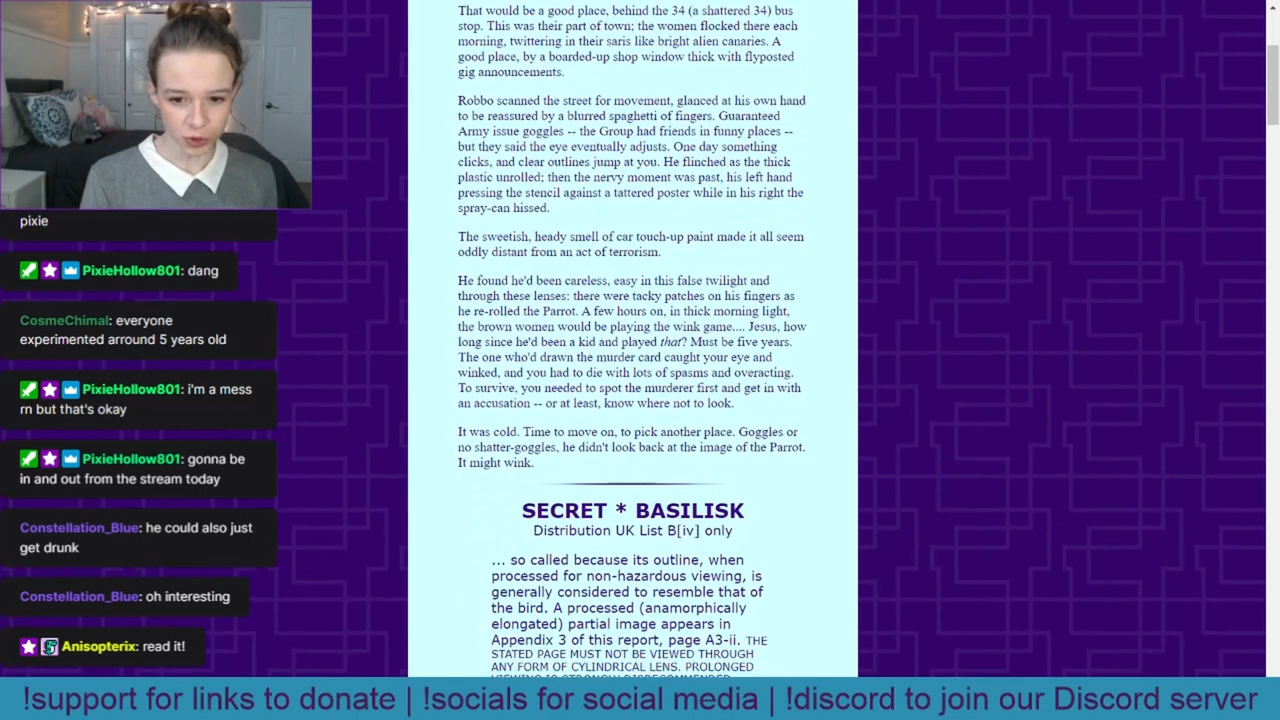 That would be a good place, behind the 34 (a shattered 34) bus
stop. This was their part of town; the women flocked there each
morning, twittering in their saris like bright alien canaries. A
good place, by a boarded-up shop window thick with flyposted
gig announcements.
Robbo scanned the street for movement, glanced at his own hand
to be reassured by a blurred spaghetti of fingers. Guaranteed
Army issue goggles -- the Group had friends in funny places --
but they said the eye eventually adjusts. One day something
clicks, and clear outlines jump at you. He flinched as the thick
plastic unrolled; then the nervy moment was past, his left hand
pressing the stencil against a tattered poster while in his right the
spray-can hissed.
The sweetish, heady smell of car touch-up paint made it all seem
oddly distant from an act of terrorism.
He found he'd been careless, easy in this false twilight and
through these lenses: there were tacky patches on his fingers as
he re-rolled the Parrot. A few hours on, in thick morning light,
the brown women would be playing the wink game.... Jesus, how
long since he'd been a kid and played that? Must be five years.
The one who'd drawn the murder card caught your eye and
winked, and you had to die with lots of spasms and overacting.
To survive, you needed to spot the murderer first and get in with
an accusation -- or at least, know where not to look.
It was cold. Time to move on, to pick another place. Goggles or
no shatter-goggles, he didn't look back at the image of the Parrot.
It might wink.
SECRET * BASILISK
Distribution UK List B[iv] only
... so called because its outline, when
processed for non-hazardous viewing, is
generally considered to resemble that of
the bird. A processed (anamorphically
elongated) partial image appears in
Appendix 3 of this report, page A3-ii. THE
STATED PAGE MUST NOT BE VIEWED THROUGH
ANY FORM OF CYLINDRICAL LENS. PROLONGED
VIEWING IS STRONGLY DISRECOMMENDED.
pixie
PixieHollow801: dang
CosmeChimal: everyone
experimented arround 5 years old
PixieHollow801: i'm a mess
rn but that's okay
PixieHollow801: gonna be
in and out from the stream today
Constellation_Blue: he could also just
get drunk
Constellation_Blue: oh interesting
Anisopterix: read it!
!support for links to donate | !socials for social media | !discord to join our Discord server